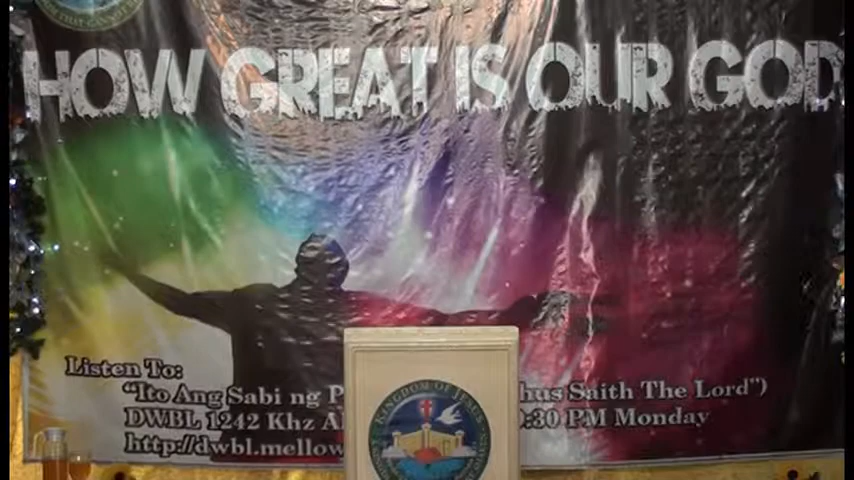 HOW GREAT IS OUR GOD
Listen To:
"Ito Ang Sabi ng P hus Saith The Lord")
DWBL 1242 Khz A :30 PM Monday
http://dwbl.mellow
KINGDOM OF JESUS